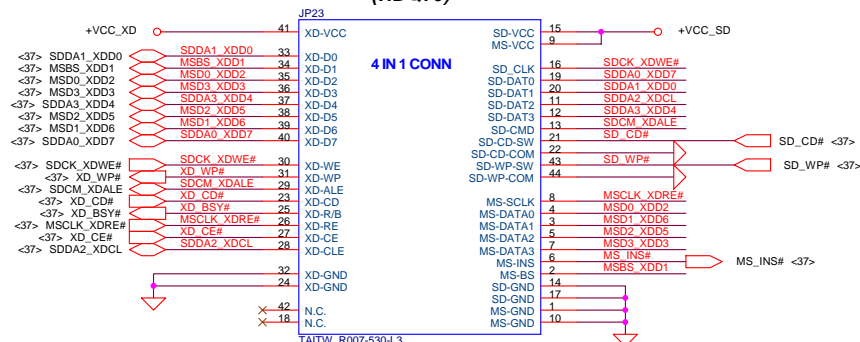 JP23
+VCC_XD 41 XD-VCC SD-VCC 15 +VCC_SD
MS-VCC 9
4 IN 1 CONN
<37> SDDA1_XDD0 SDDA1_XDD0 33 XD-D0
<37> MSBS_XDD1 MSBS_XDD1 34 XD-D1
<37> MSD0_XDD2 MSD0_XDD2 35 XD-D2
<37> MSD3_XDD3 MSD3_XDD3 36 XD-D3
<37> SDDA3_XDD4 SDDA3_XDD4 37 XD-D4
<37> MSD2_XDD5 MSD2_XDD5 38 XD-D5
<37> MSD1_XDD6 MSD1_XDD6 39 XD-D6
<37> SDDA0_XDD7 SDDA0_XDD7 40 XD-D7
<37> SDCK_XDWE# SDCK_XDWE# 30 XD-WE
<37> XD_WP# XD_WP# 31 XD-WP
<37> SDCM_XDALE SDCM_XDALE 29 XD-ALE
<37> XD_CD# XD_CD# 23 XD-CD
<37> XD_BSY# XD_BSY# 25 XD-R/B
<37> MSCLK_XDRE# MSCLK_XDRE# 26 XD-RE
<37> XD_CE# XD_CE# 27 XD-CE
<37> SDDA2_XDCL SDDA2_XDCL 28 XD-CLE
32 XD-GND
24 XD-GND
42 N.C.
18 N.C.
SD_CLK 16 SDCK_XDWE#
SD-DAT0 19 SDDA0_XDD7
SD-DAT1 20 SDDA1_XDD0
SD-DAT2 11 SDDA2_XDCL
SD-DAT3 12 SDDA3_XDD4
SD-CMD 13 SDCM_XDALE
SD-CD-SW 21 SD_CD# SD_CD# <37>
SD-CD-COM 22
SD-WP-SW 43 SD_WP# SD_WP# <37>
SD-WP-COM 44
MS-SCLK 8 MSCLK_XDRE#
MS-DATA0 4 MSD0_XDD2
MS-DATA1 3 MSD1_XDD6
MS-DATA2 5 MSD2_XDD5
MS-DATA3 7 MSD3_XDD3
MS-INS 6 MS_INS# MS_INS# <37>
MS-BS 2 MSBS_XDD1
SD-GND 14
SD-GND 17
MS-GND 1
MS-GND 10
TAITW_R007-530-L3